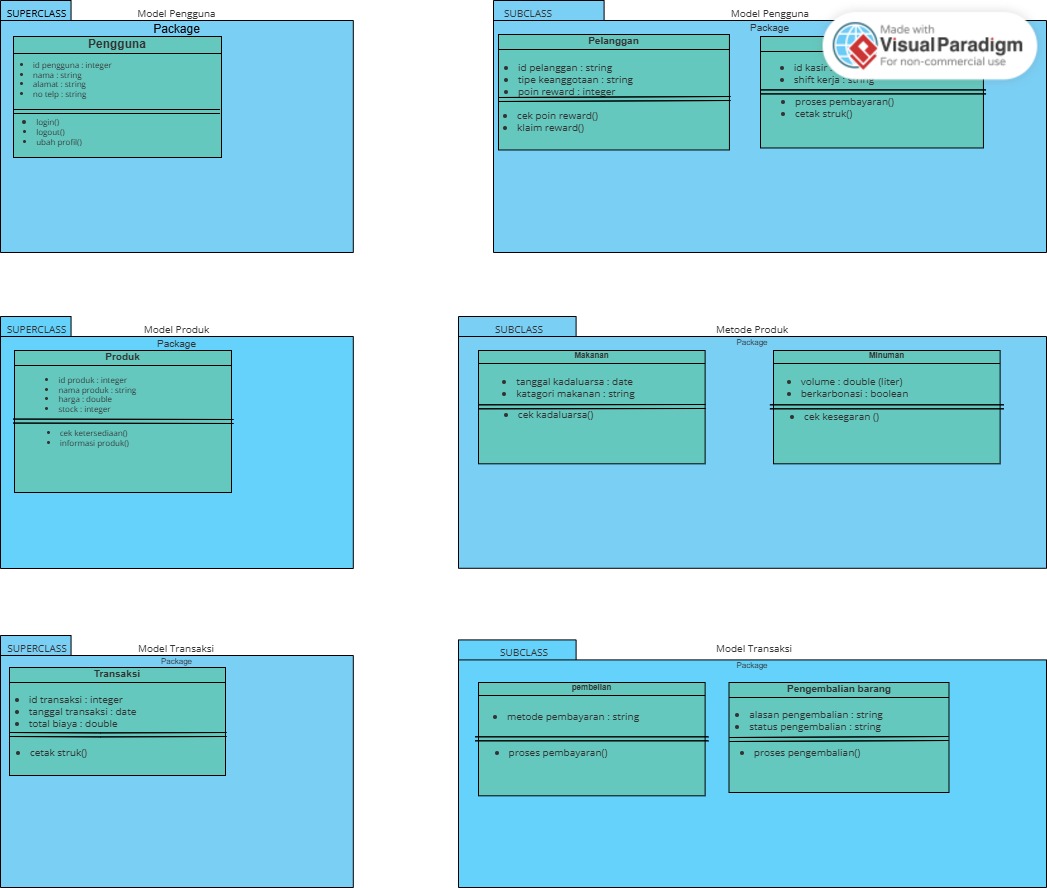 SUPERCLASS
Model Pengguna
Package
Pengguna
id pengguna : integer
nama : string
alamat : string
no telp : string
login()
logout()
ubah profil()
SUBCLASS
Model Pengguna
Package
Pelanggan
id pelanggan : string
tipe keanggotaan : string
poin reward : integer
cek poin reward()
klaim reward()
id kasir
shift kerja : string
proses pembayaran()
cetak struk()
Made with
Visual Paradigm
For non-commercial use
SUPERCLASS
Model Produk
Package
Produk
id produk : integer
nama produk : string
harga : double
stock : integer
cek ketersediaan()
informasi produk()
SUBCLASS
Metode Produk
Package
Makanan
tanggal kadaluarsa : date
katagori makanan : string
cek kadaluarsa()
Minuman
volume : double (liter)
berkarbonasi : boolean
cek kesegaran ()
SUPERCLASS
Model Transaksi
Package
Transaksi
id transaksi : integer
tanggal transaksi : date
total biaya : double
cetak struk()
SUBCLASS
Model Transaksi
Package
pembelian
metode pembayaran : string
proses pembayaran()
Pengembalian barang
alasan pengembalian : string
status pengembalian : string
proses pengembalian()